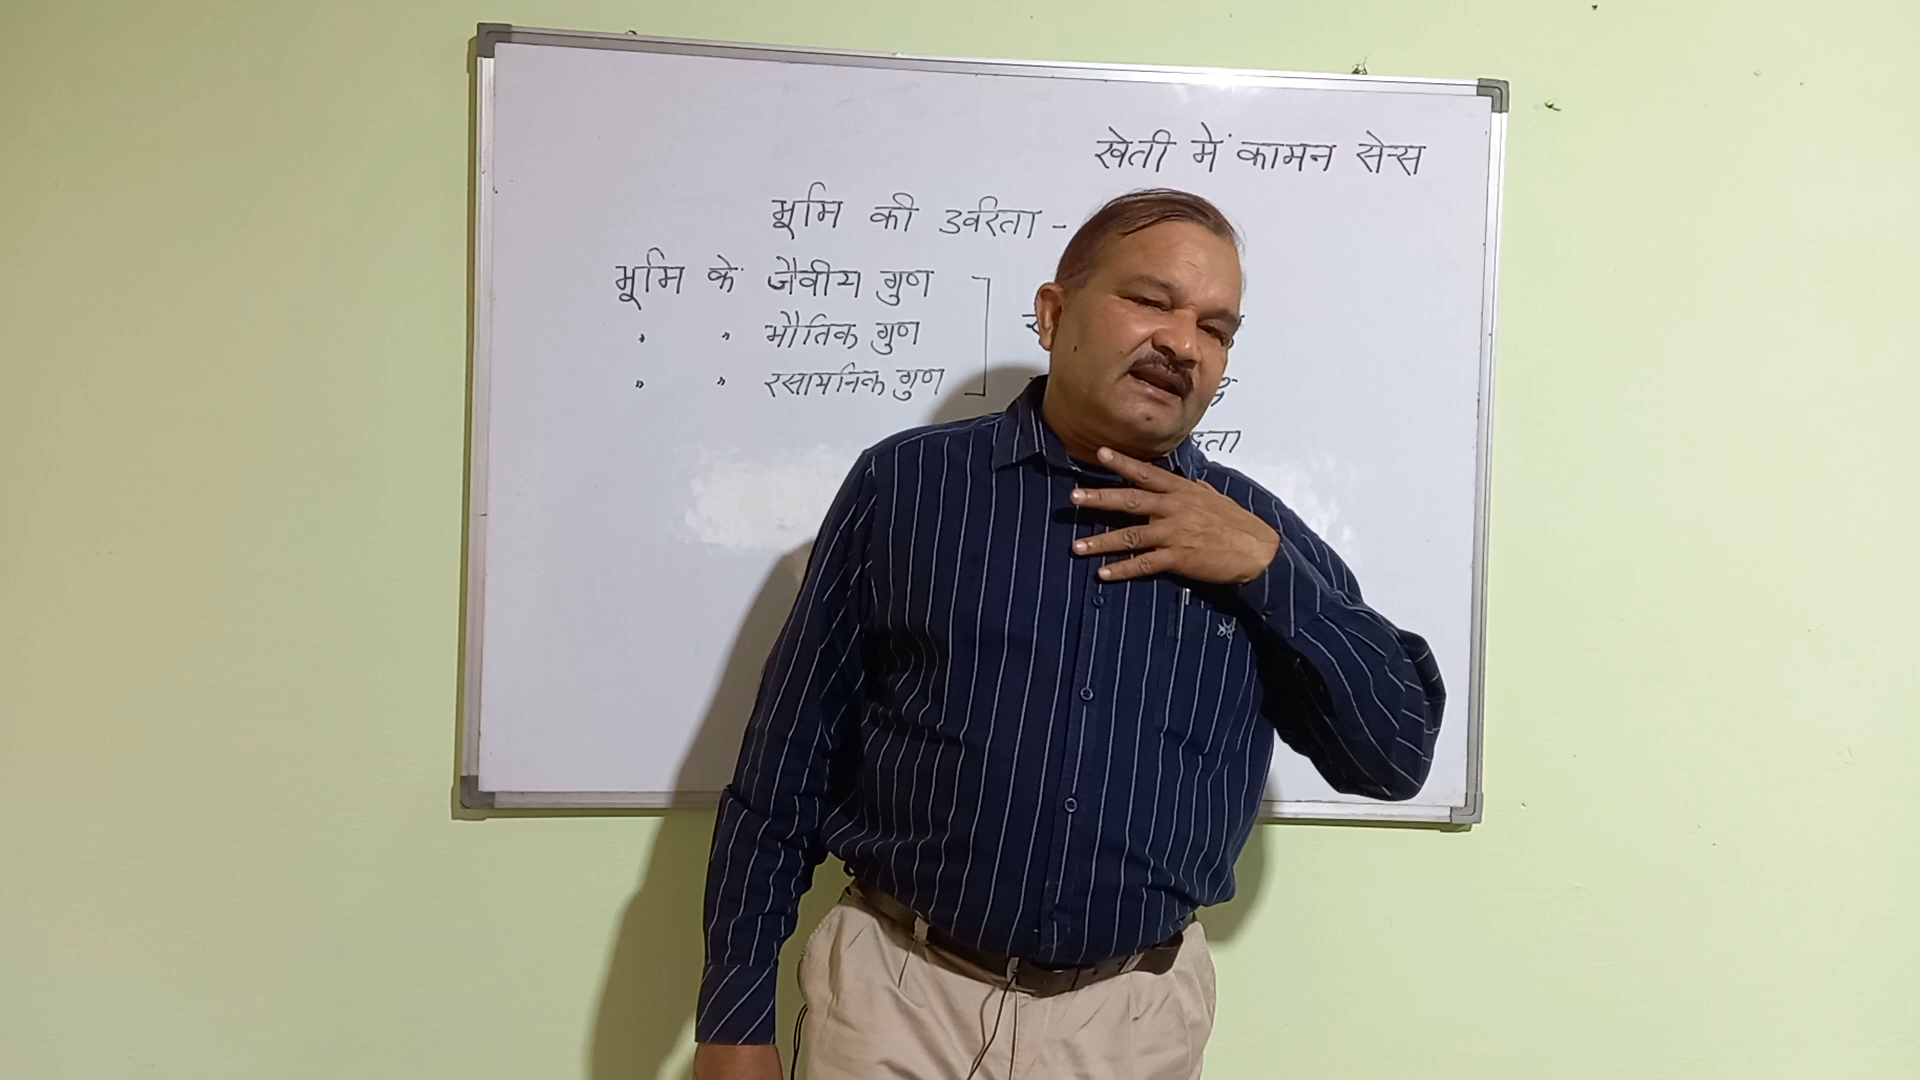 खेती में कामन सेन्स
भूमि की उर्वरता -
भूमि के जैवीय गुण
" " भौतिक गुण
" " रसायनिक गुण